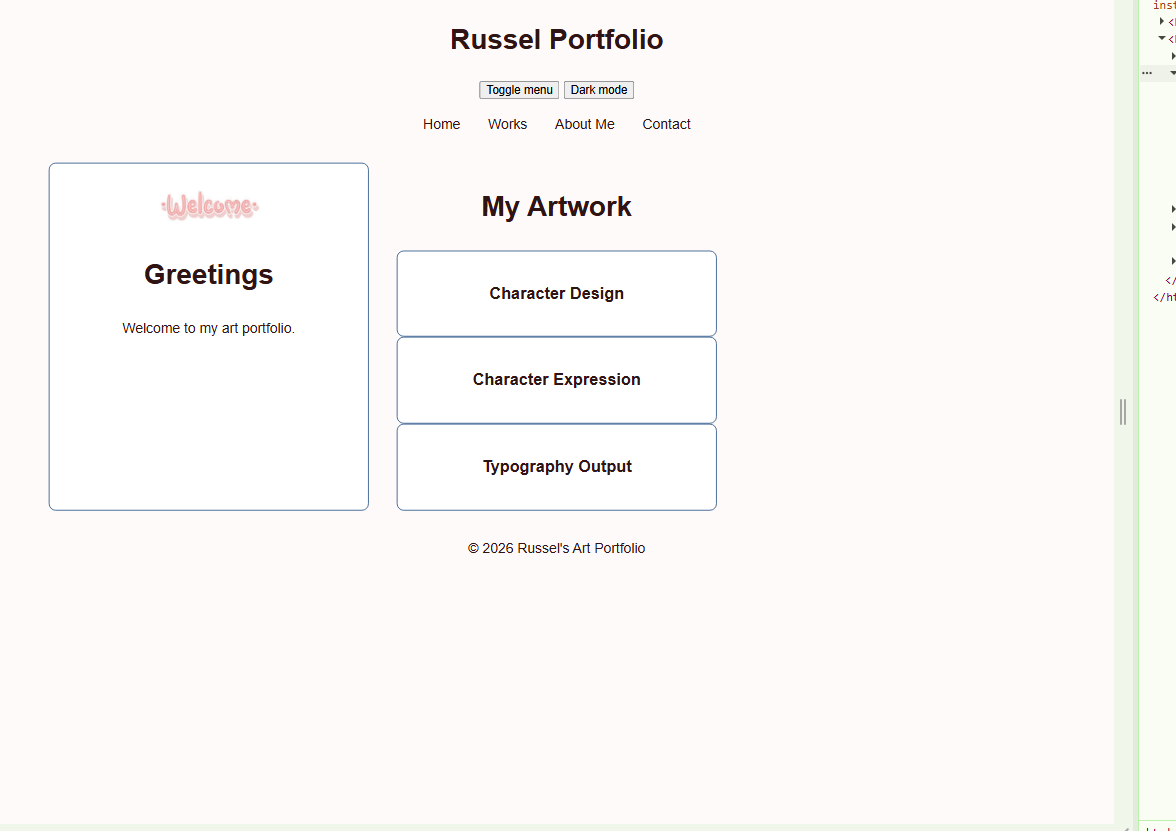 Russel Portfolio
Toggle menu Dark mode
Home Works About Me Contact
Welcome
Greetings
Welcome to my art portfolio.
My Artwork
Character Design
Character Expression
Typography Output
© 2026 Russel's Art Portfolio